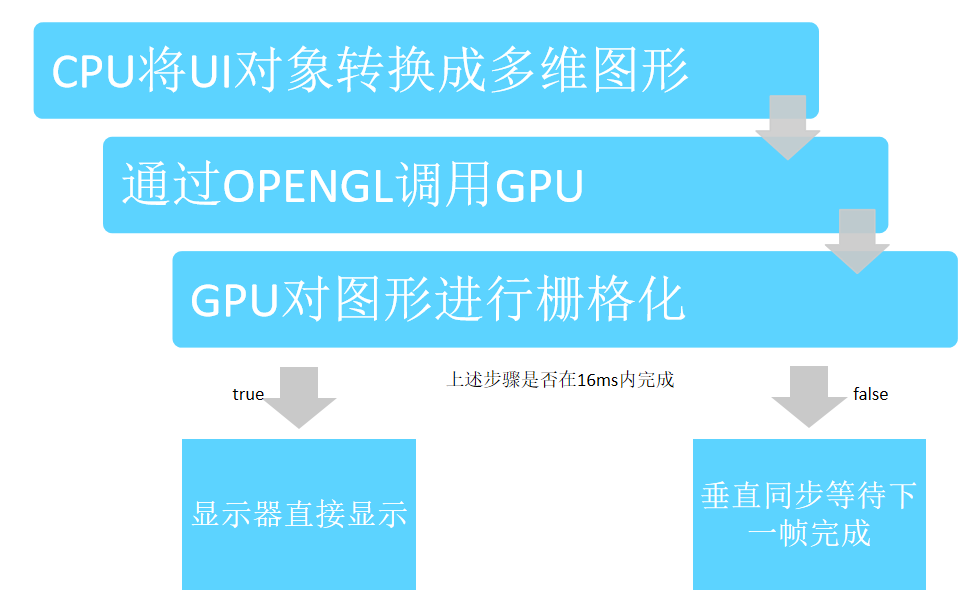 CPU将UI对象转换成多维图形
通过OPENGL调用GPU
GPU对图形进行栅格化
上述步骤是否在16ms内完成
true
false
显示器直接显示
垂直同步等待下
一帧完成